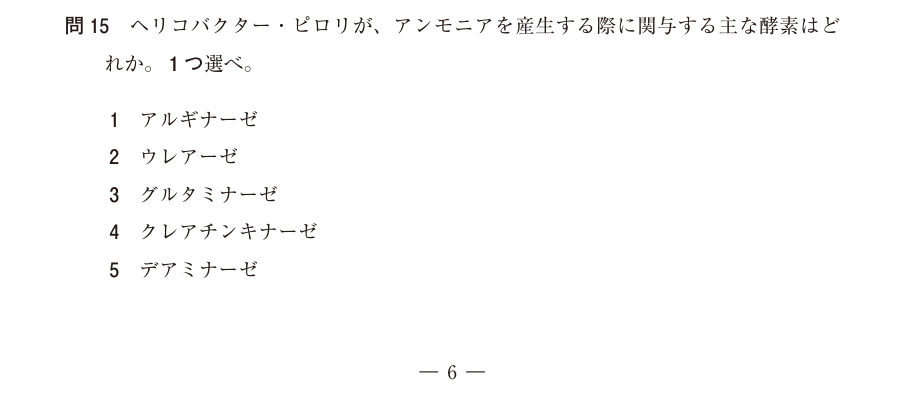 問 15　ヘリコバクター・ピロリが、アンモニアを産生する際に関与する主な酵素はど
れか。1つ選べ。
1　アルギナーゼ
2　ウレアーゼ
3　グルタミナーゼ
4　クレアチンキナーゼ
5　デアミナーゼ
— 6 —